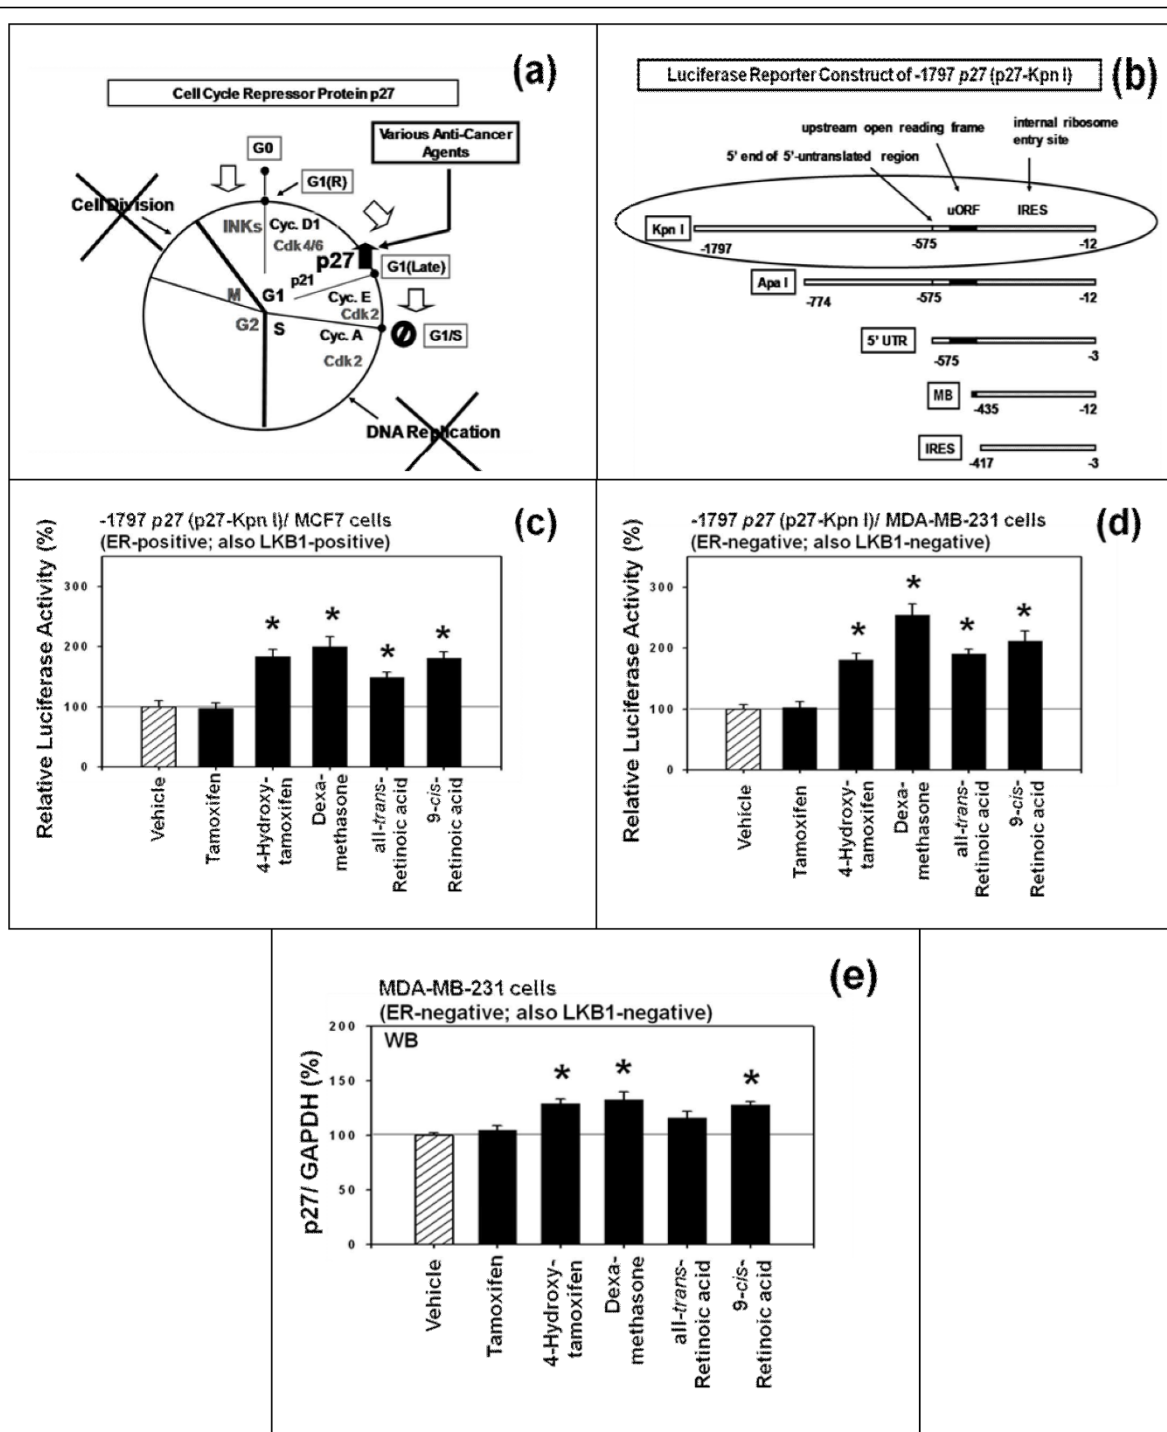 (a)
Cell Cycle Repressor Protein p27
Various Anti-Cancer
Agents
G0
G1(R)
Cell Division
INKs
Cyc. D1
Cdk4/6
p27
p21
G1(Late)
M
G1
Cyc. E
Cdk2
G2
S
Cyc. A
G1/S
Cdk2
DNA Replication
(b)
Luciferase Reporter Construct of -1797 p27 (p27-Kpn I)
upstream open reading frame
internal ribosome
entry site
5' end of 5'-untranslated region
uORF
IRES
Kpn I
-1797
-575
-12
Apa I
-774
-575
-12
5' UTR
-575
-3
MB
-435
-12
IRES
-417
-3
(c)
-1797 p27 (p27-Kpn I)/ MCF7 cells
(ER-positive; also LKB1-positive)
Relative Luciferase Activity (%)
300
200
100
0
* * * *
Vehicle
Tamoxifen
4-Hydroxy-
tamoxifen
Dexa-
methasone
all-trans-
Retinoic acid
9-cis-
Retinoic acid
(d)
-1797 p27 (p27-Kpn I)/ MDA-MB-231 cells
(ER-negative; also LKB1-negative)
Relative Luciferase Activity (%)
300
200
100
0
* * * *
Vehicle
Tamoxifen
4-Hydroxy-
tamoxifen
Dexa-
methasone
all-trans-
Retinoic acid
9-cis-
Retinoic acid
(e)
MDA-MB-231 cells
(ER-negative; also LKB1-negative)
WB
p27/ GAPDH (%)
200
150
100
50
0
* * *
Vehicle
Tamoxifen
4-Hydroxy-
tamoxifen
Dexa-
methasone
all-trans-
Retinoic acid
9-cis-
Retinoic acid